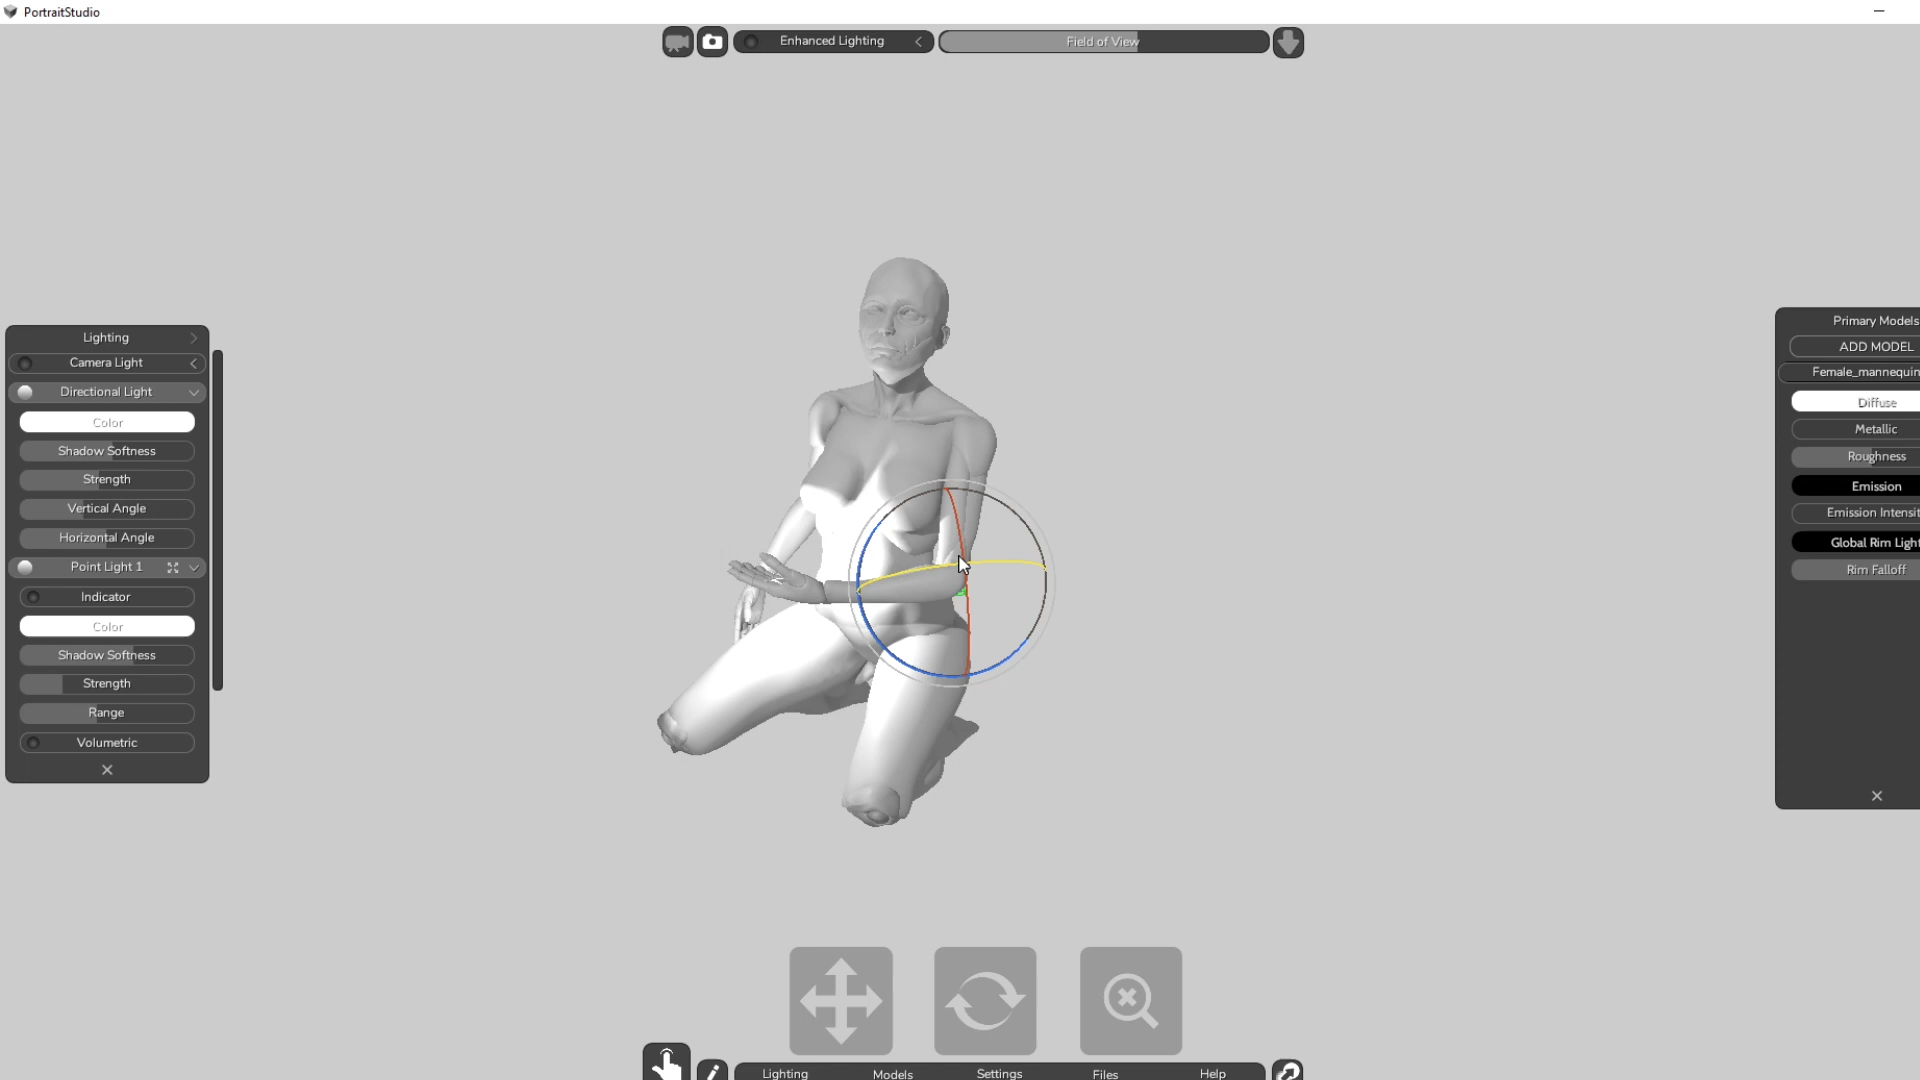 PortraitStudio
Enhanced Lighting
Field of View
Lighting
Camera Light
Directional Light
Color
Shadow Softness
Strength
Vertical Angle
Horizontal Angle
Point Light 1
Indicator
Color
Shadow Softness
Strength
Range
Volumetric
Primary Models
ADD MODEL
Female_mannequin
Diffuse
Metallic
Roughness
Emission
Emission Intensit
Global Rim Light
Rim Falloff
Lighting
Models
Settings
Files
Help